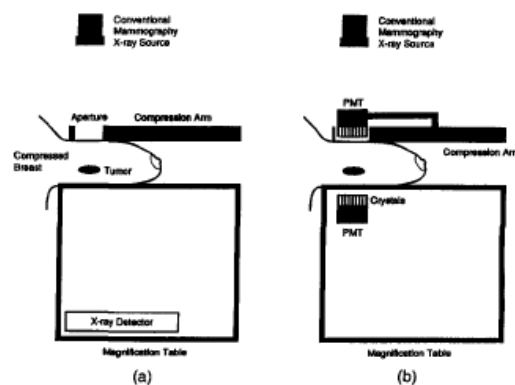 Conventional
Mammography
X-ray Source
Aperture
Compression Arm
Compressed
Breast
Tumor
X-ray Detector
Magnification Table
(a)
Conventional
Mammography
X-ray Source
PMT
Compression Arm
Crystals
PMT
Magnification Table
(b)